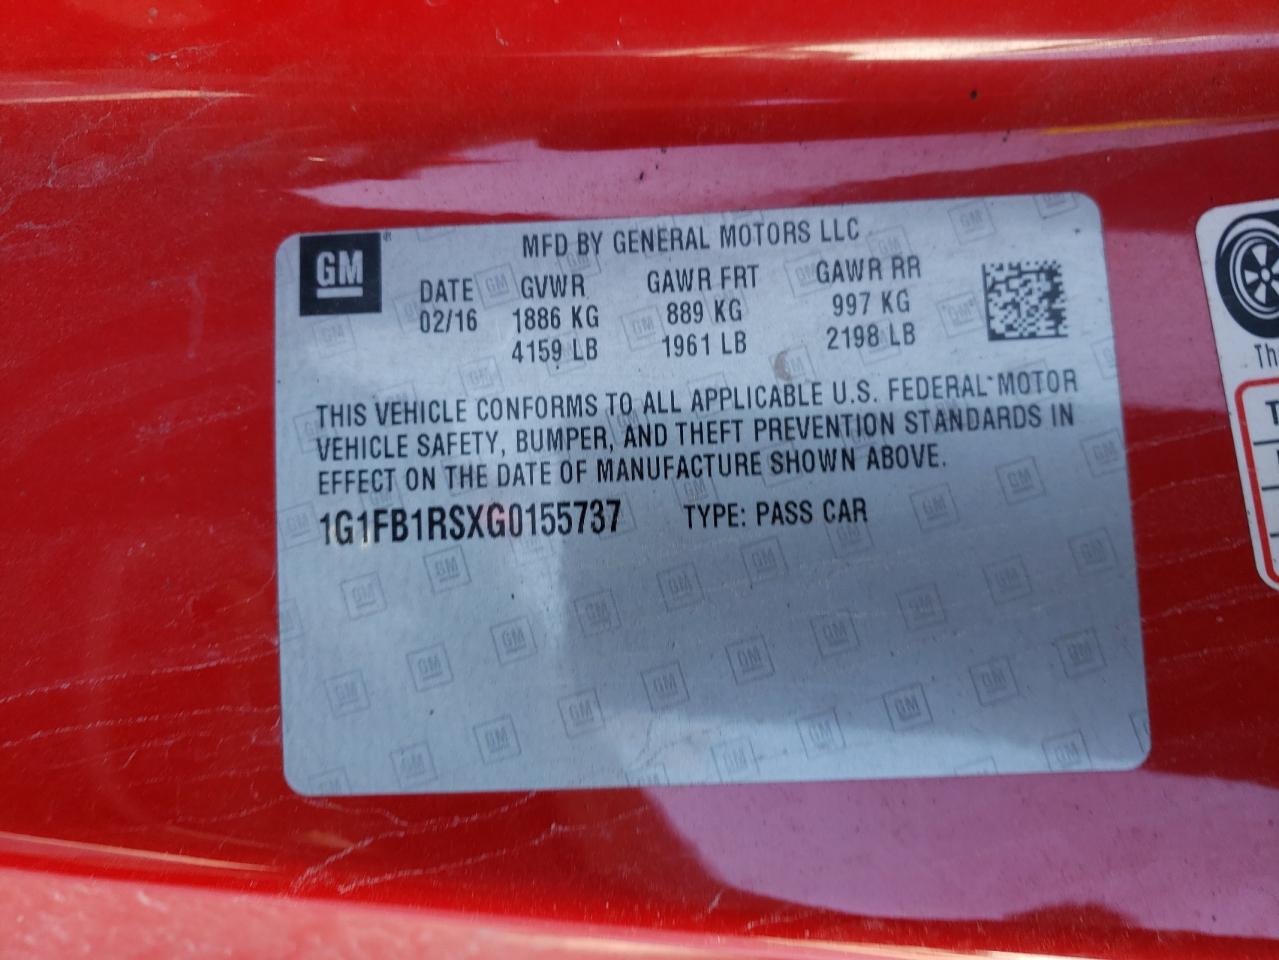 GM
MFD BY GENERAL MOTORS LLC
DATE GVWR GAWR FRT GAWR RR
02/16 1886 KG 889 KG 997 KG
4159 LB 1961 LB 2198 LB
THIS VEHICLE CONFORMS TO ALL APPLICABLE U.S. FEDERAL MOTOR
VEHICLE SAFETY, BUMPER, AND THEFT PREVENTION STANDARDS IN
EFFECT ON THE DATE OF MANUFACTURE SHOWN ABOVE.
1G1FB1RSXG0155737 TYPE: PASS CAR